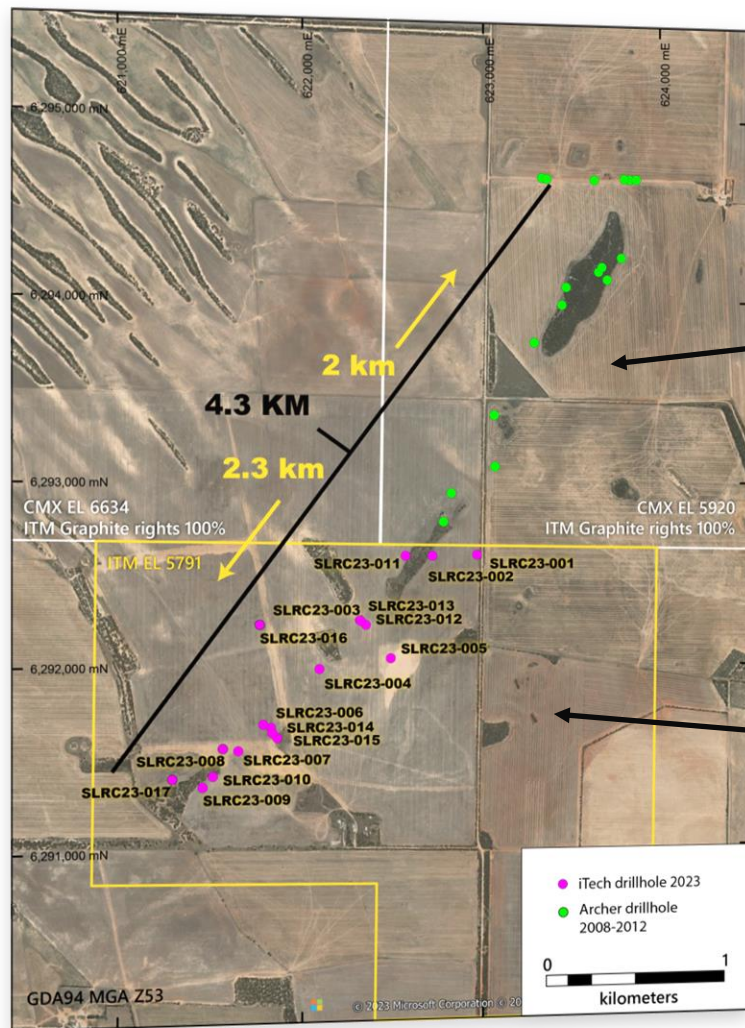 621,000 mE
622,000 mE
623,000 mE
624,000 mE
6,295,000 mN
6,294,000 mN
2 km
4.3 KM
2.3 km
6,293,000 mN
CMX EL 6634
ITM Graphite rights 100%
CMX EL 5920
ITM Graphite rights 100%
ITM EL 5791
SLRC23-011
SLRC23-001
SLRC23-002
SLRC23-003
SLRC23-013
SLRC23-012
SLRC23-016
SLRC23-005
6,292,000 mN
SLRC23-004
SLRC23-006
SLRC23-014
SLRC23-015
SLRC23-008
SLRC23-007
SLRC23-017
SLRC23-010
SLRC23-009
6,291,000 mN
iTech drillhole 2023
Archer drillhole
2008-2012
0 1
kilometers
GDA94 MGA Z53
© 2023 Microsoft Corporation © 20